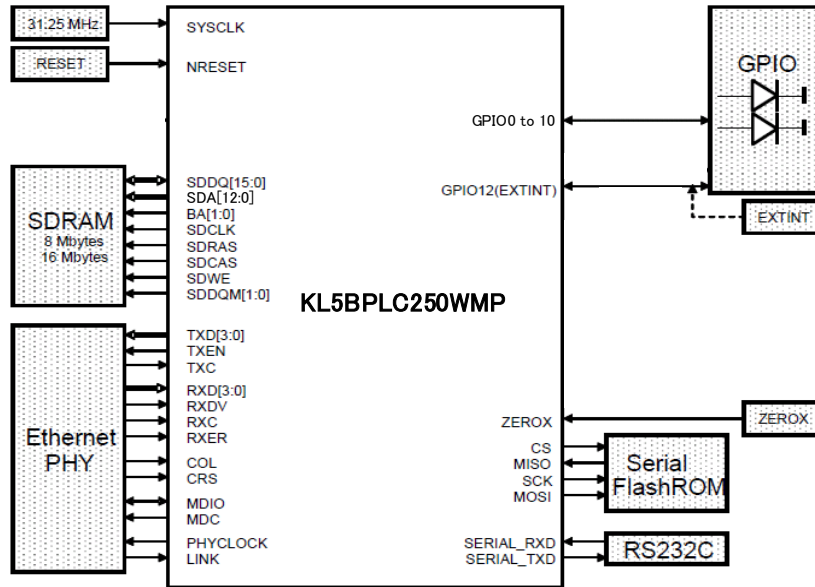 31.25 MHz
SYSCLK
RESET
NRESET
GPIO
GPIO0 to 10
SDDQ[15:0]
SDA[12:0]
BA[1:0]
SDCLK
SDRAS
SDCAS
SDWE
SDDQM[1:0]
SDRAM
8 Mbytes
16 Mbytes
GPIO12(EXTINT)
EXTINT
KL5BPLC250WMP
TXD[3:0]
TXEN
TXC
RXD[3:0]
RXDV
RXC
RXER
COL
CRS
MDIO
MDC
PHYCLOCK
LINK
Ethernet
PHY
ZEROX
ZEROX
CS
MISO
SCK
MOSI
Serial
FlashROM
SERIAL_RXD
SERIAL_TXD
RS232C